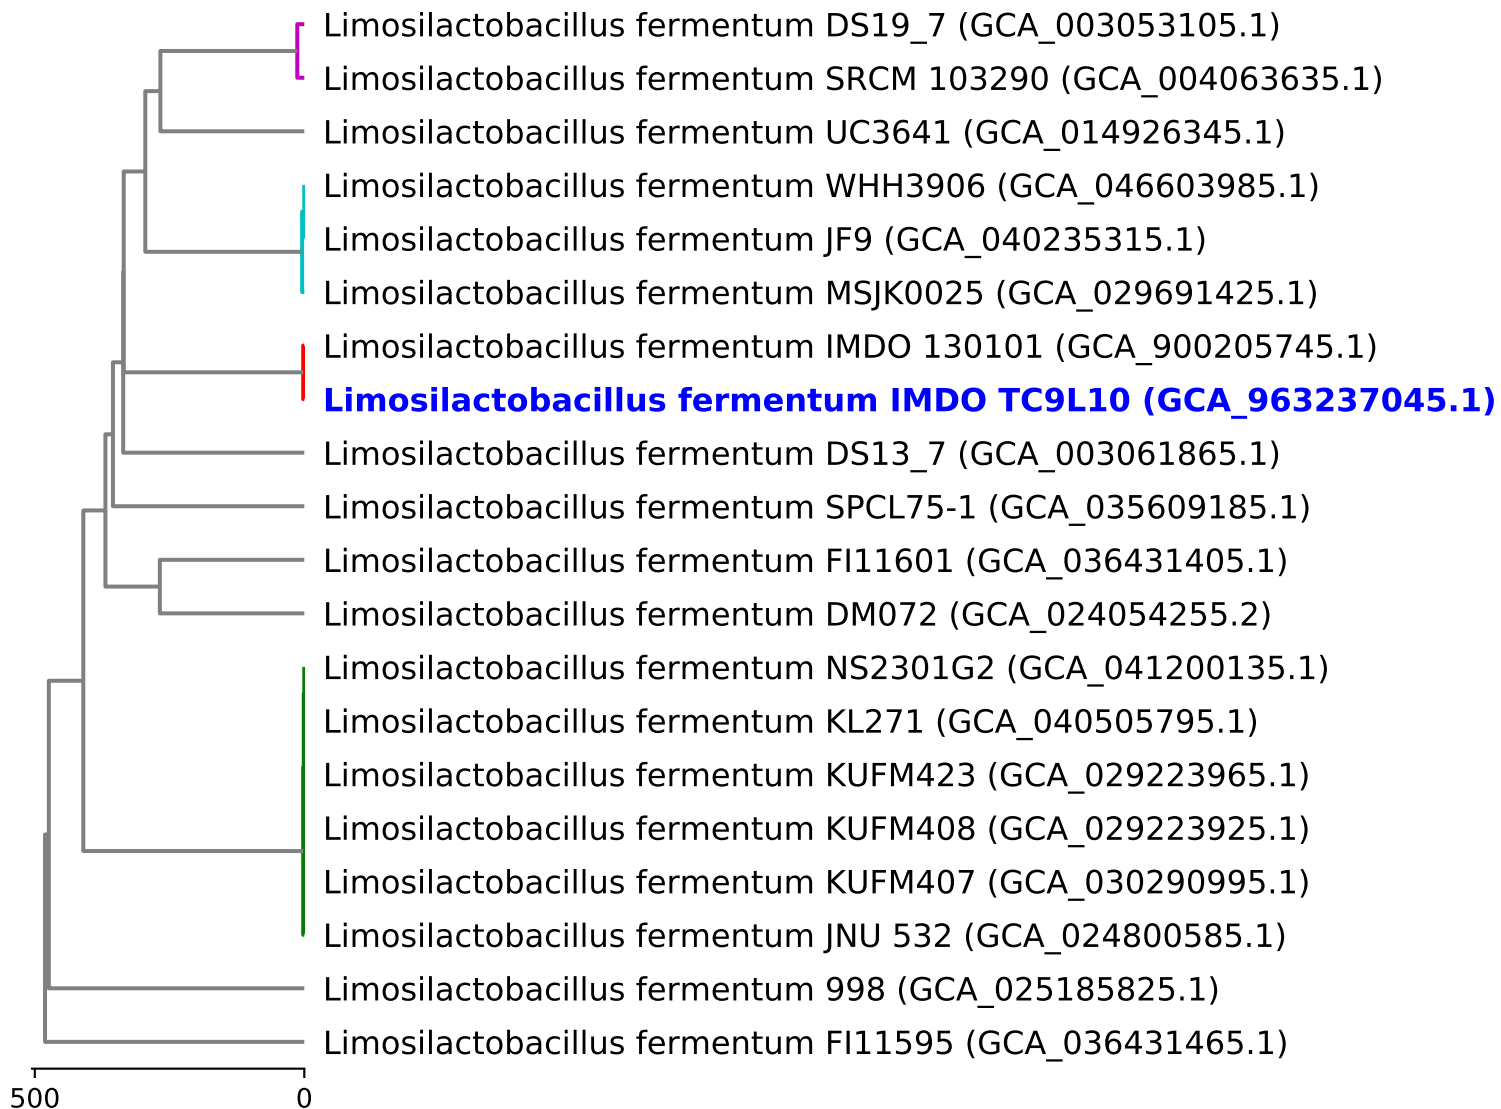 Limosilactobacillus fermentum DS19_7 (GCA_003053105.1)
Limosilactobacillus fermentum SRCM 103290 (GCA_004063635.1)
Limosilactobacillus fermentum UC3641 (GCA_014926345.1)
Limosilactobacillus fermentum WHH3906 (GCA_046603985.1)
Limosilactobacillus fermentum JF9 (GCA_040235315.1)
Limosilactobacillus fermentum MSJK0025 (GCA_029691425.1)
Limosilactobacillus fermentum IMDO 130101 (GCA_900205745.1)
Limosilactobacillus fermentum IMDO TC9L10 (GCA_963237045.1)
Limosilactobacillus fermentum DS13_7 (GCA_003061865.1)
Limosilactobacillus fermentum SPCL75-1 (GCA_035609185.1)
Limosilactobacillus fermentum FI11601 (GCA_036431405.1)
Limosilactobacillus fermentum DM072 (GCA_024054255.2)
Limosilactobacillus fermentum NS2301G2 (GCA_041200135.1)
Limosilactobacillus fermentum KL271 (GCA_040505795.1)
Limosilactobacillus fermentum KUFM423 (GCA_029223965.1)
Limosilactobacillus fermentum KUFM408 (GCA_029223925.1)
Limosilactobacillus fermentum KUFM407 (GCA_030290995.1)
Limosilactobacillus fermentum JNU 532 (GCA_024800585.1)
Limosilactobacillus fermentum 998 (GCA_025185825.1)
Limosilactobacillus fermentum FI11595 (GCA_036431465.1)
500 0